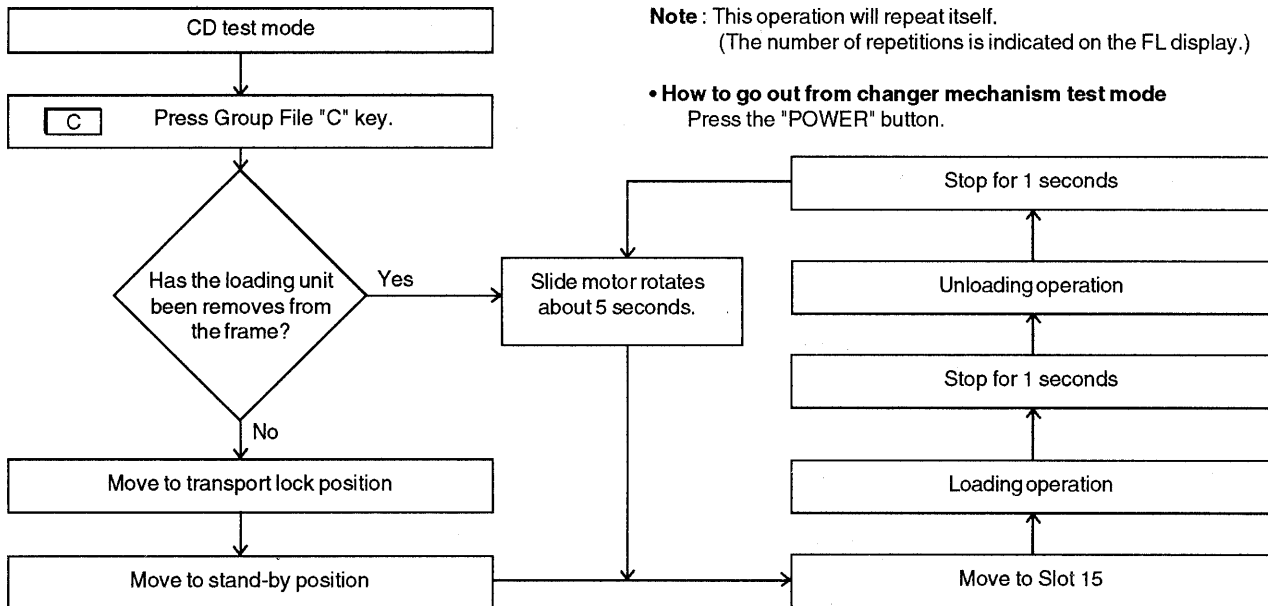 CD test mode
C
Press Group File "C" key.
Has the loading unit
been removes from
the frame?
Yes
No
Move to transport lock position
Move to stand-by position
Slide motor rotates
about 5 seconds.
Note : This operation will repeat itself.
(The number of repetitions is indicated on the FL display.)
• How to go out from changer mechanism test mode
Press the "POWER" button.
Stop for 1 seconds
Unloading operation
Stop for 1 seconds
Loading operation
Move to Slot 15